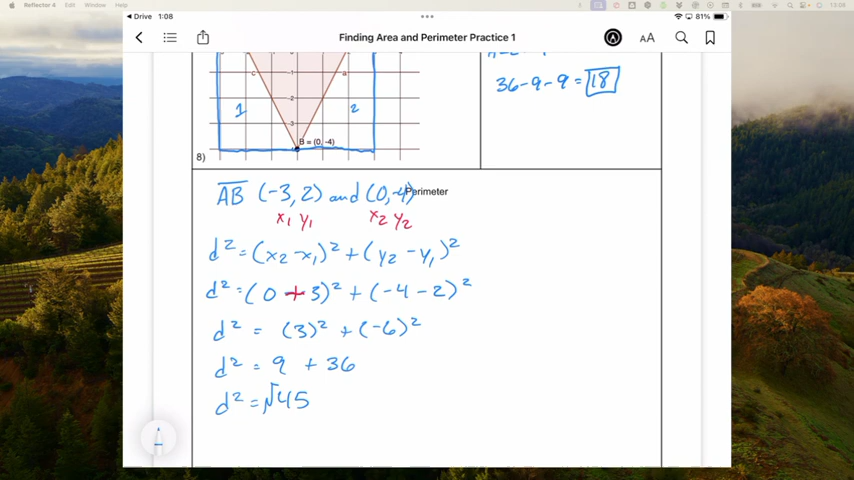 Reflector 4 Edit Window Help
13:08
Drive 1:08
81%
Finding Area and Perimeter Practice 1
AA
c
-1
a
-2
-3
1
2
B = (0, -4)
8)
36-9-9 = 18
Perimeter
AB (-3, 2) and (0, -4)
x1 y1 x2 y2
d² = (x2 - x1)² + (y2 - y1)²
d² = (0 + 3)² + (-4 - 2)²
d² = (3)² + (-6)²
d² = 9 + 36
d² = √45